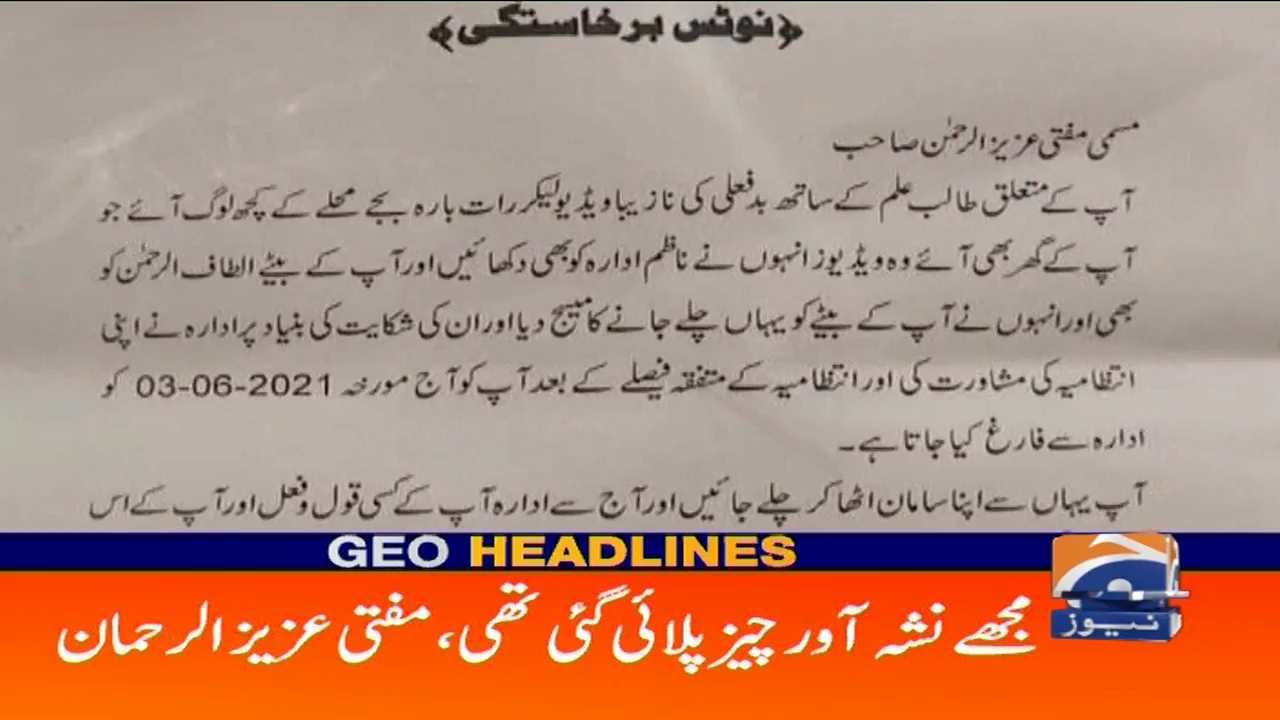 ﴿نوٹس برخاستگی﴾
مسمی مفتی عزیز الرحمٰن صاحب
آپ کے متعلق طالب علم کے ساتھ بدفعلی کی نازیبا ویڈیو لیکر رات بارہ بجے محلے کے کچھ لوگ آئے جو
آپ کے گھر بھی آئے وہ ویڈیوز انہوں نے ناظم ادارہ کو بھی دکھائیں اور آپ کے بیٹے الطاف الرحمٰن کو
بھی اور انہوں نے آپ کے بیٹے کو یہاں چلے جانے کا میسج دیا اور ان کی شکایت کی بنیاد پر ادارہ نے اپنی
انتظامیہ کی مشاورت کی اور انتظامیہ کے متفقہ فیصلے کے بعد آپ کو آج مورخہ 03-06-2021 کو
ادارہ سے فارغ کیا جاتا ہے۔
آپ یہاں سے اپنا سامان اٹھا کر چلے جائیں اور آج سے ادارہ آپ کے کسی قول و فعل اور آپ کے اس
GEO HEADLINES
جیو
نیوز
مجھے نشہ آور چیز پلائی گئی تھی، مفتی عزیز الرحمان